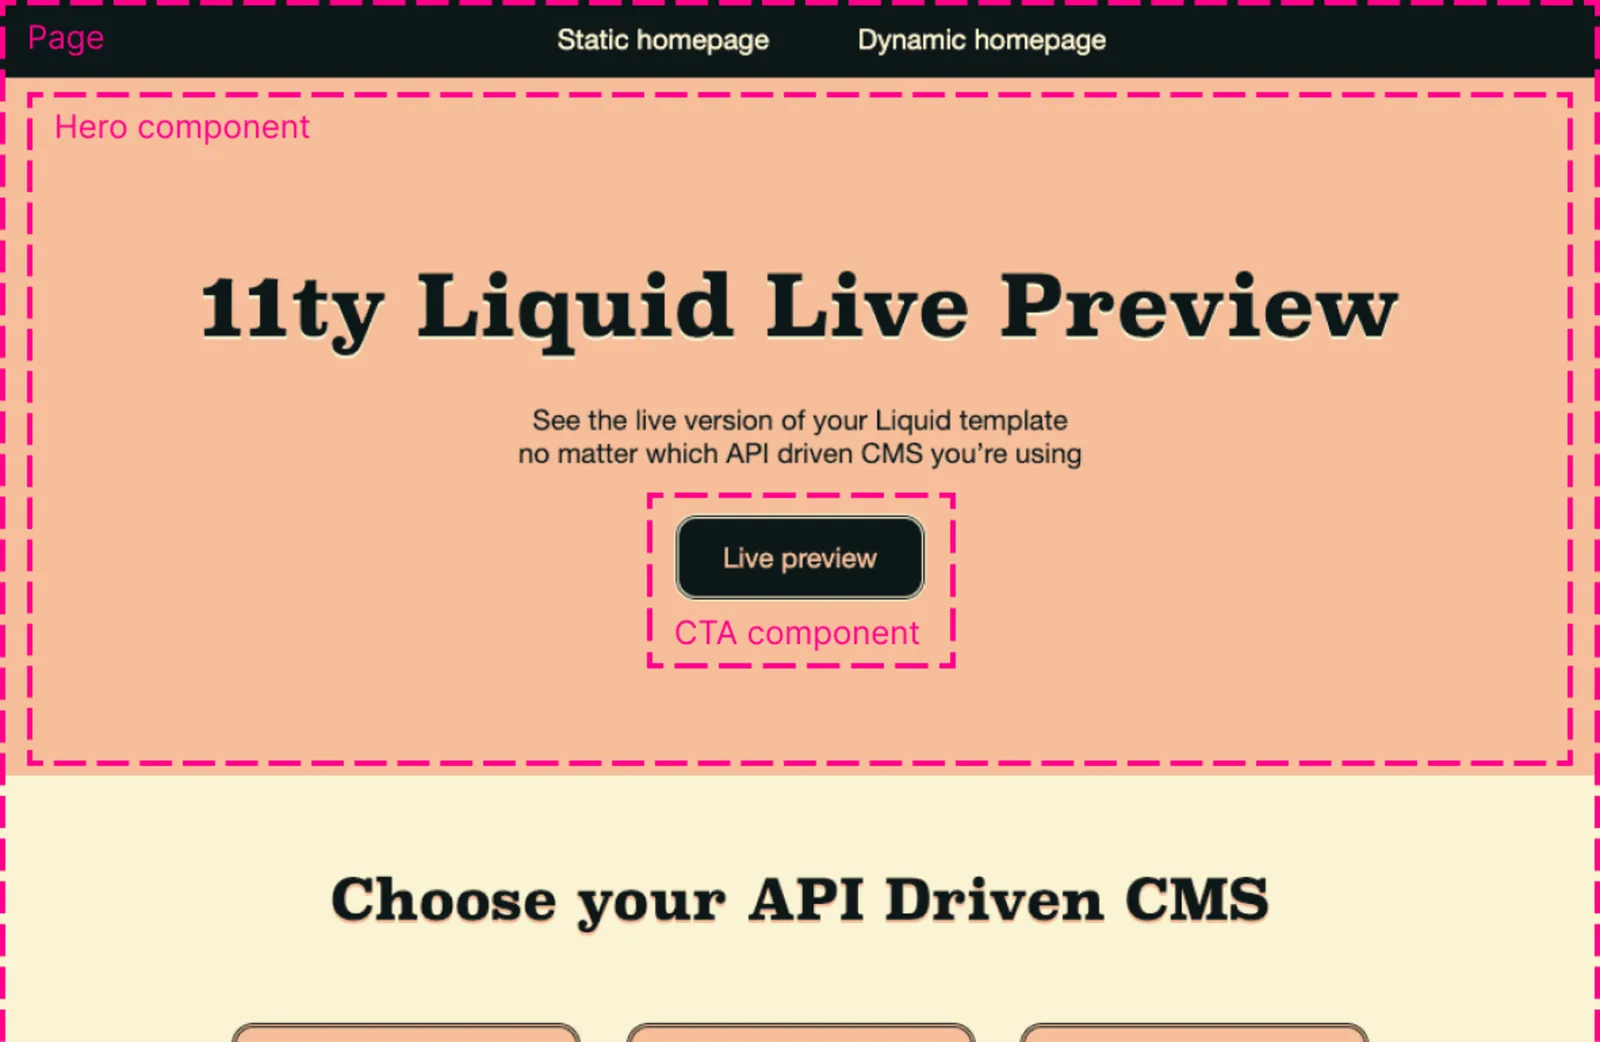 Page
Static homepage
Dynamic homepage
Hero component
11ty Liquid Live Preview
See the live version of your Liquid template
no matter which API driven CMS you’re using
Live preview
CTA component
Choose your API Driven CMS